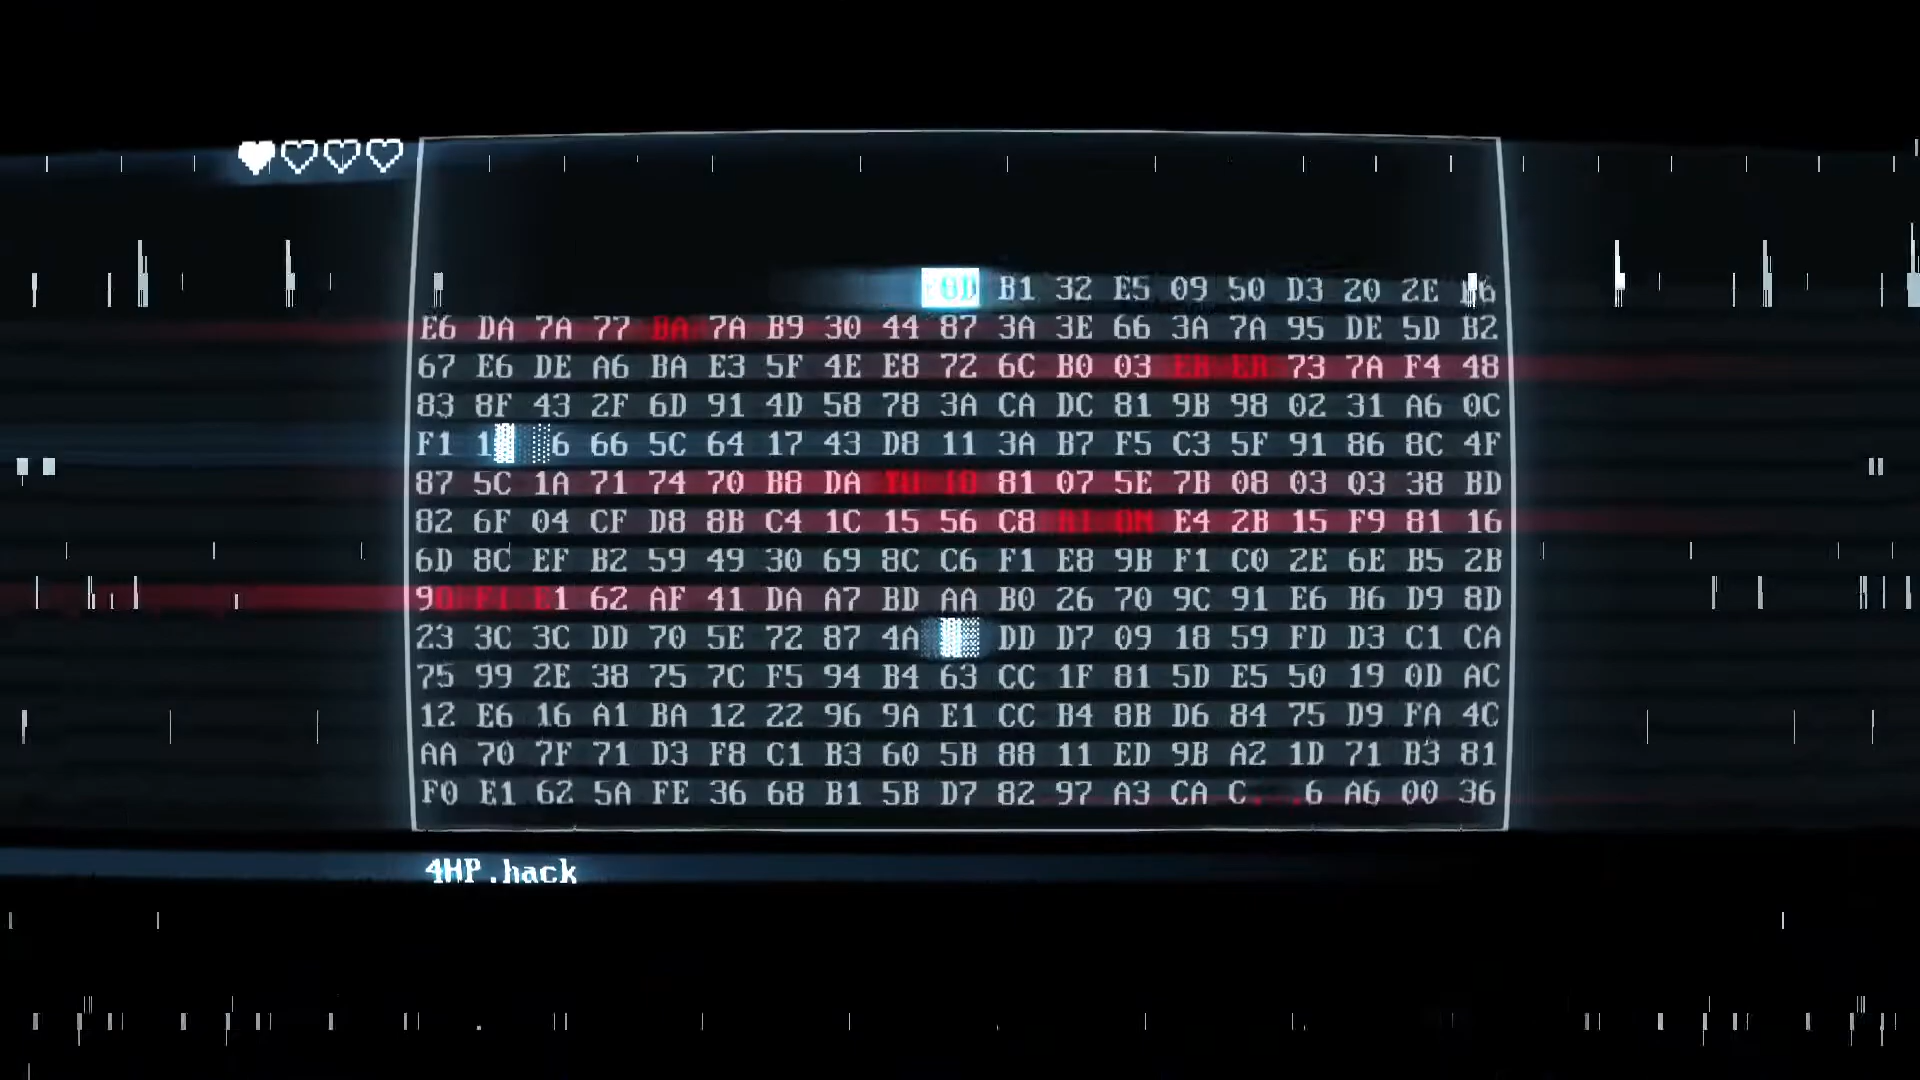 B1 32 E5 09 50 D3 20 2E
E6 DA 7A 77 BA 7A B9 30 44 87 3A 3E 66 3A 7A 95 DE 5D B2
67 E6 DE A6 BA E3 5F 4E E8 72 6C B0 03 73 7A F4 48
83 8F 43 2F 6D 91 4D 58 78 3A CA DC 81 9B 98 02 31 A6 0C
F1 66 5C 64 17 43 D8 11 3A B7 F5 C3 5F 91 86 8C 4F
87 5C 1A 71 74 70 B8 DA 81 07 5E 7B 08 03 03 38 BD
82 6F 04 CF D8 8B C4 1C 15 56 C8 E4 2B 15 F9 81 16
6D 8C EF B2 59 49 30 69 8C C6 F1 E8 9B F1 C0 2E 6E B5 2B
62 AF 41 DA A7 BD AA B0 26 70 9C 91 E6 B6 D9 8D
23 3C 3C DD 70 5E 72 87 4A DD D7 09 18 59 FD D3 C1 CA
75 99 2E 38 75 7C F5 94 B4 63 CC 1F 81 5D E5 50 19 0D AC
12 E6 16 A1 BA 12 22 96 9A E1 CC B4 8B D6 84 75 D9 FA 4C
AA 70 7F 71 D3 F8 C1 B3 60 5B 88 11 ED 9B A2 1D 71 B3 81
F0 E1 62 5A FE 36 68 B1 5B D7 82 97 A3 CA A6 00 36
4HP.hack